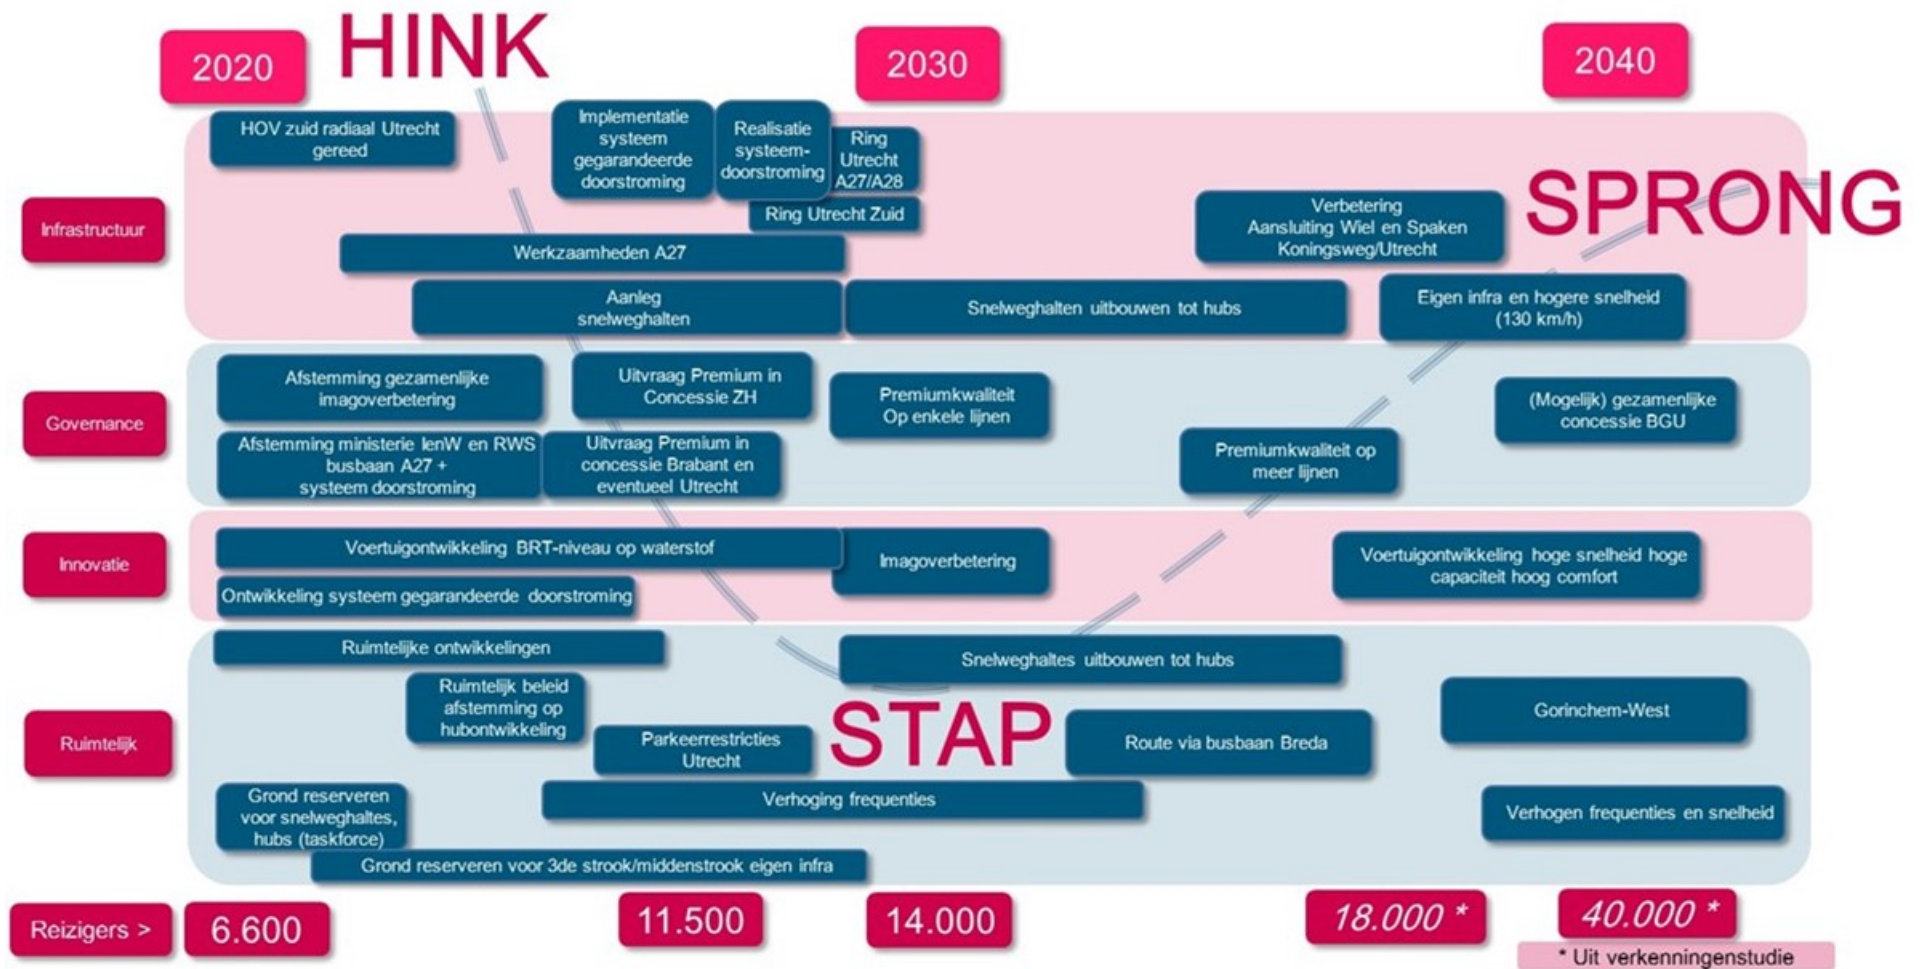 HINK
2020
2030
2040
Infrastructuur
HOV zuid radiaal Utrecht
gereed
Implementatie
systeem
gegarandeerde
doorstroming
Realisatie
systeem-
doorstroming
Ring
Utrecht
A27/A28
Ring Utrecht Zuid
Verbetering
Aansluiting Wiel en Spaken
Koningsweg/Utrecht
SPRONG
Werkzaamheden A27
Aanleg
snelweghalten
Snelweghalten uitbouwen tot hubs
Eigen infra en hogere snelheid
(130 km/h)
Governance
Afstemming gezamenlijke
imagoverbetering
Uitvraag Premium in
Concessie ZH
Premiumkwaliteit
Op enkele lijnen
(Mogelijk) gezamenlijke
concessie BGU
Afstemming ministerie IenW en RWS
busbaan A27 +
systeem doorstroming
Uitvraag Premium in
concessie Brabant en
eventueel Utrecht
Premiumkwaliteit op
meer lijnen
Innovatie
Voertuigontwikkeling BRT-niveau op waterstof
Imagoverbetering
Voertuigontwikkeling hoge snelheid hoge
capaciteit hoog comfort
Ontwikkeling systeem gegarandeerde doorstroming
Ruimtelijk
Ruimtelijke ontwikkelingen
Snelweghaltes uitbouwen tot hubs
Ruimtelijk beleid
afstemming op
hubontwikkeling
Parkeerrestricties
Utrecht
STAP
Route via busbaan Breda
Gorinchem-West
Grond reserveren
voor snelweghaltes,
hubs (taskforce)
Verhoging frequenties
Verhogen frequenties en snelheid
Grond reserveren voor 3de strook/middenstrook eigen infra
Reizigers >
6.600
11.500
14.000
18.000 *
40.000 *
* Uit verkenningenstudie